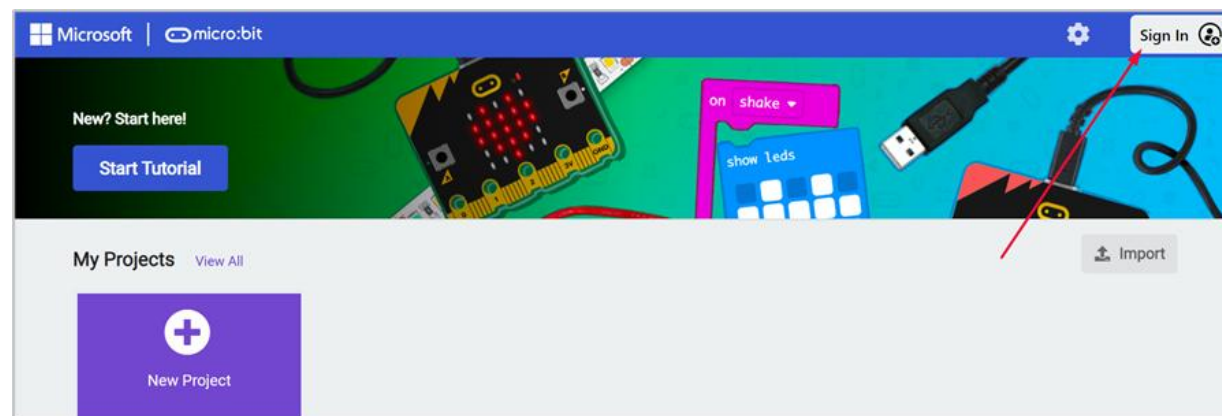 Microsoft | micro:bit
Sign In
New? Start here!
Start Tutorial
on shake
show leds
My Projects View All
Import
New Project